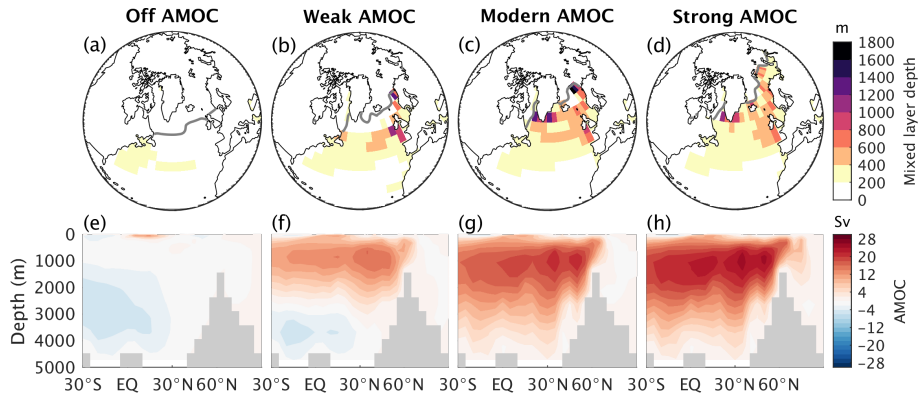 Off AMOC Weak AMOC Modern AMOC Strong AMOC
(a) (b) (c) (d)
m
1800
1600
1400
1200
1000
800
600
400
200
0
Mixed layer depth
(e) (f) (g) (h)
Sv
0
1000
2000
3000
4000
5000
Depth (m)
28
20
12
4
−4
−12
−20
−28
AMOC
30°S EQ 30°N 60°N 30°S EQ 30°N 60°N 30°S EQ 30°N 60°N 30°S EQ 30°N 60°N